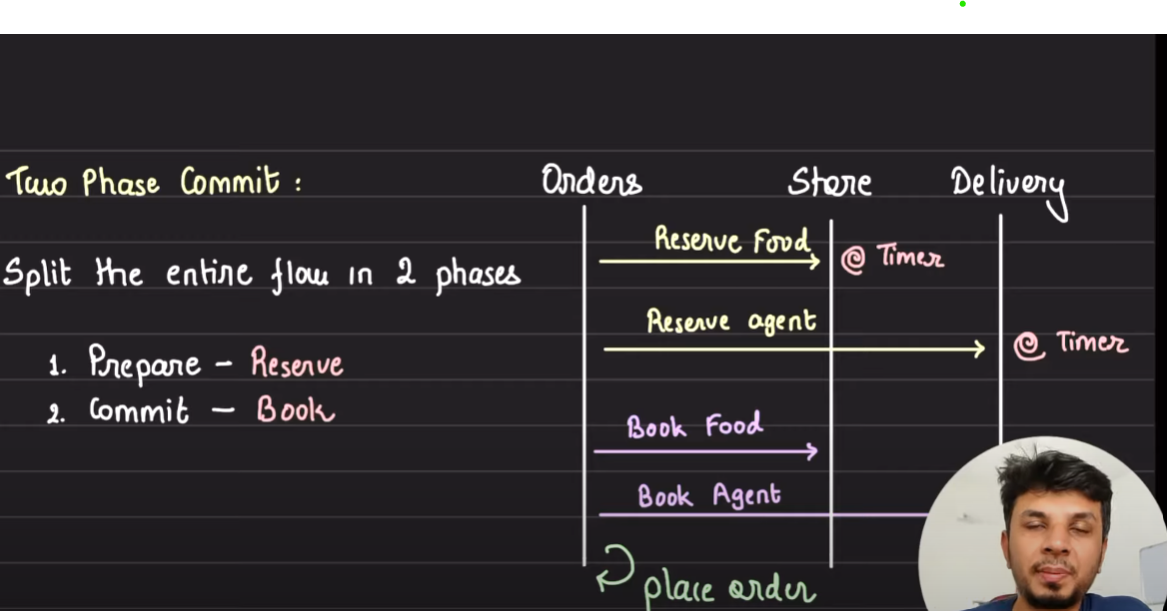 Two Phase Commit :
Split the entire flow in 2 phases
1. Prepare - Reserve
2. Commit - Book
Orders Store Delivery
Reserve Food
@ Timer
Reserve agent
@ Timer
Book Food
Book Agent
place order